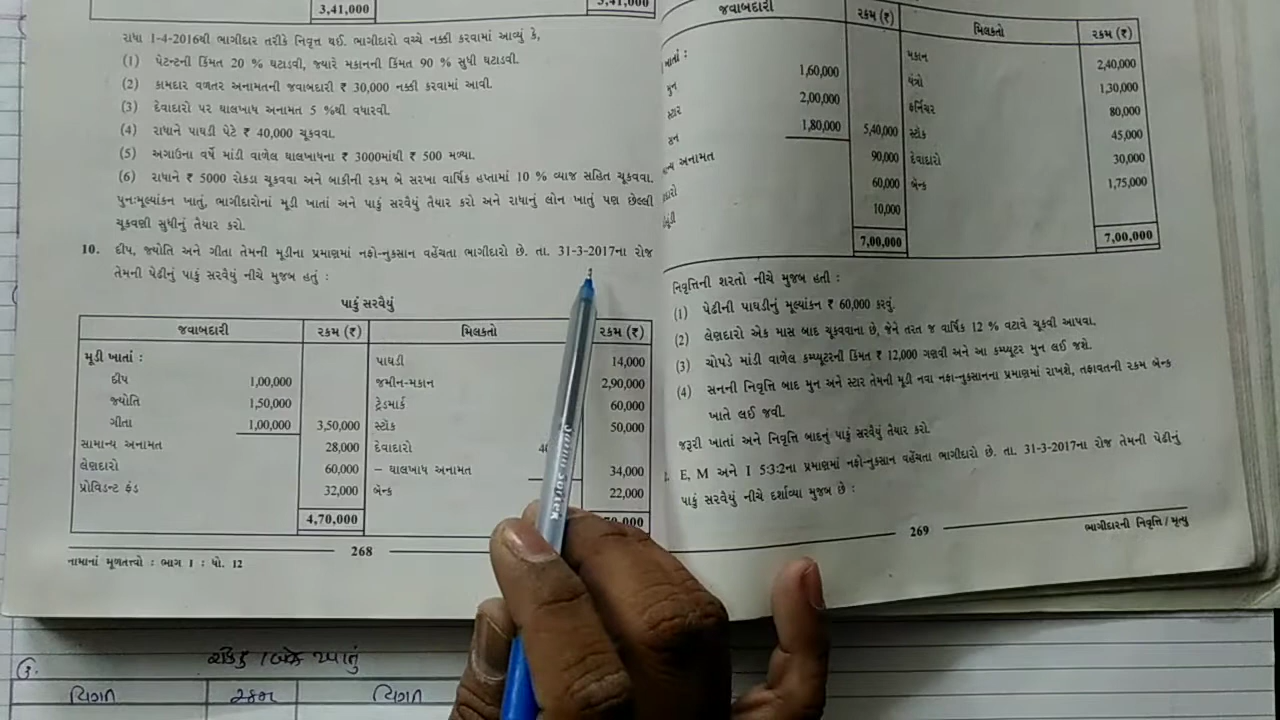 3,41,000
3,41,000
રાધા 1-4-2016થી ભાગીદાર તરીકે નિવૃત્ત થઈ. ભાગીદારો વચ્ચે નક્કી કરવામાં આવ્યું કે,
(1) પેટન્ટની કિંમત 20 % ઘટાડવી, જ્યારે મકાનની કિંમત 90 % સુધી ઘટાડવી.
(2) કામદાર વળતર અનામતની જવાબદારી ₹ 30,000 નક્કી કરવામાં આવી.
(3) દેવાદારો પર ઘાલખાધ અનામત 5 %થી વધારવી.
(4) રાધાને પાઘડી પેટે ₹ 40,000 ચૂકવવા.
(5) અગાઉના વર્ષે માંડી વાળેલ ઘાલખાધના ₹ 3000માંથી ₹ 500 મળ્યા.
(6) રાધાને ₹ 5000 રોકડા ચૂકવવા અને બાકીની રકમ બે સરખા વાર્ષિક હપ્તામાં 10 % વ્યાજ સહિત ચૂકવવા.
પુનઃમૂલ્યાંકન ખાતું, ભાગીદારોનાં મૂડી ખાતાં અને પાકું સરવૈયું તૈયાર કરો અને રાધાનું લોન ખાતું પણ છેલ્લી
ચૂકવણી સુધીનું તૈયાર કરો.
10. દીપ, જ્યોતિ અને ગીતા તેમની મૂડીના પ્રમાણમાં નફો-નુકસાન વહેંચતા ભાગીદારો છે. તા. 31-3-2017ના રોજ
તેમની પેઢીનું પાકું સરવૈયું નીચે મુજબ હતું :
પાકું સરવૈયું
જવાબદારી રકમ (₹) મિલકતો રકમ (₹)
મૂડી ખાતાં : પાઘડી 14,000
દીપ 1,00,000 જમીન-મકાન 2,90,000
જ્યોતિ 1,50,000 ટ્રેડમાર્ક 60,000
ગીતા 1,00,000 3,50,000 સ્ટૉક 50,000
સામાન્ય અનામત 28,000 દેવાદારો
લેણદારો 60,000 – ઘાલખાધ અનામત 34,000
પ્રોવિડન્ટ ફંડ 32,000 બૅન્ક 22,000
4,70,000
268
નામાનાં મૂળતત્ત્વો : ભાગ 1 : ધો. 12
જવાબદારી રકમ (₹) મિલકતો રકમ (₹)
ખાતાં : મકાન 2,40,000
મુન 1,60,000 યંત્રો 1,30,000
સ્ટાર 2,00,000 ફર્નિચર 80,000
સન 1,80,000 5,40,000 સ્ટૉક 45,000
અનામત 90,000 દેવાદારો 30,000
60,000 બૅન્ક 1,75,000
10,000
7,00,000 7,00,000
નિવૃત્તિની શરતો નીચે મુજબ હતી :
(1) પેઢીની પાઘડીનું મૂલ્યાંકન ₹ 60,000 કરવું.
(2) લેણદારો એક માસ બાદ ચૂકવવાના છે, જેને તરત જ વાર્ષિક 12 % વટાવે ચૂકવી આપવા.
(3) ચોપડે માંડી વાળેલ કમ્પ્યૂટરની કિંમત ₹ 12,000 ગણવી અને આ કમ્પ્યૂટર મુન લઈ જશે.
(4) સનની નિવૃત્તિ બાદ મુન અને સ્ટાર તેમની મૂડી નવા નફા-નુકસાનના પ્રમાણમાં રાખશે, તફાવતની રકમ બૅન્ક
ખાતે લઈ જવી.
જરૂરી ખાતાં અને નિવૃત્તિ બાદનું પાકું સરવૈયું તૈયાર કરો.
E, M અને I 5:3:2ના પ્રમાણમાં નફો-નુકસાન વહેંચતા ભાગીદારો છે. તા. 31-3-2017ના રોજ તેમની પેઢીનું
પાકું સરવૈયું નીચે દર્શાવ્યા મુજબ છે :
269
ભાગીદારની નિવૃત્તિ/મૃત્યુ
રોકડ / બેંક ખાતું
વિગત રકમ વિગત